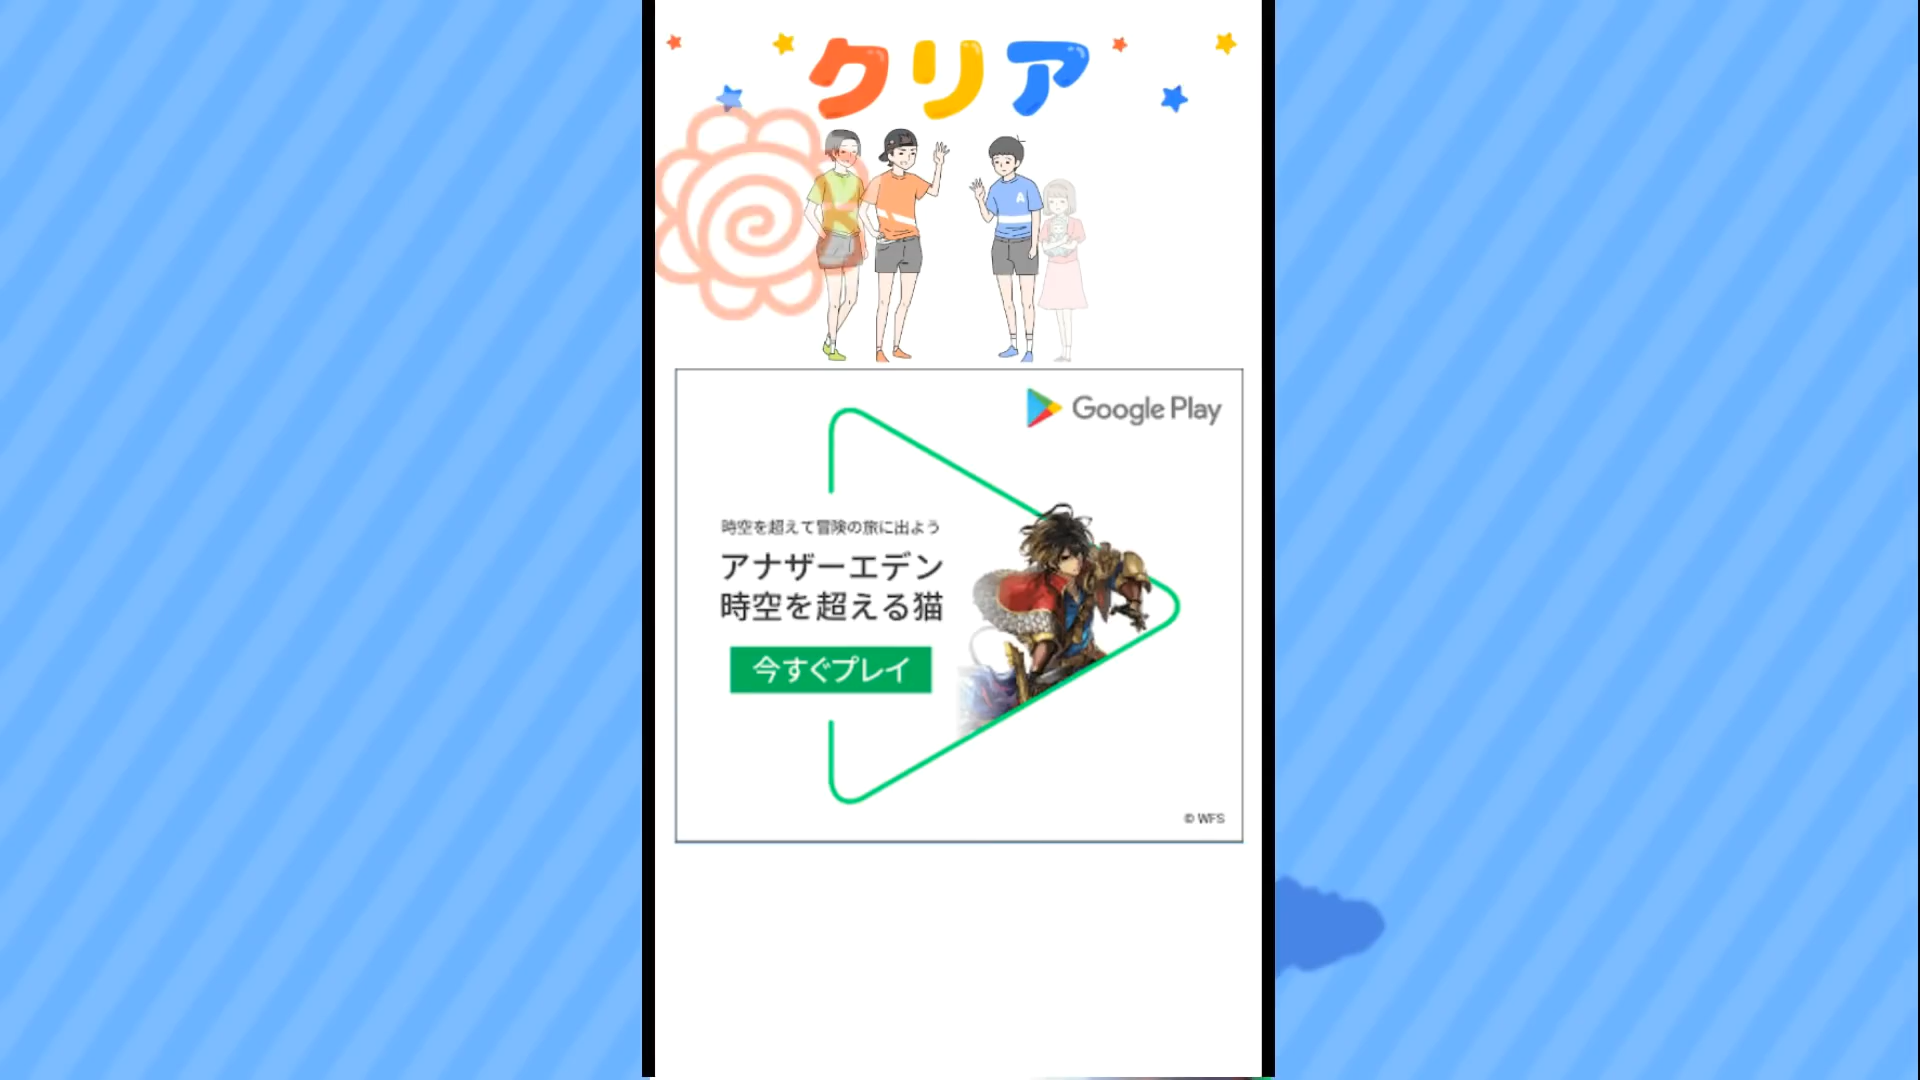 クリア
A
Google Play
時空を超えて冒険の旅に出よう
アナザーエデン
時空を超える猫
今すぐプレイ
© WFS